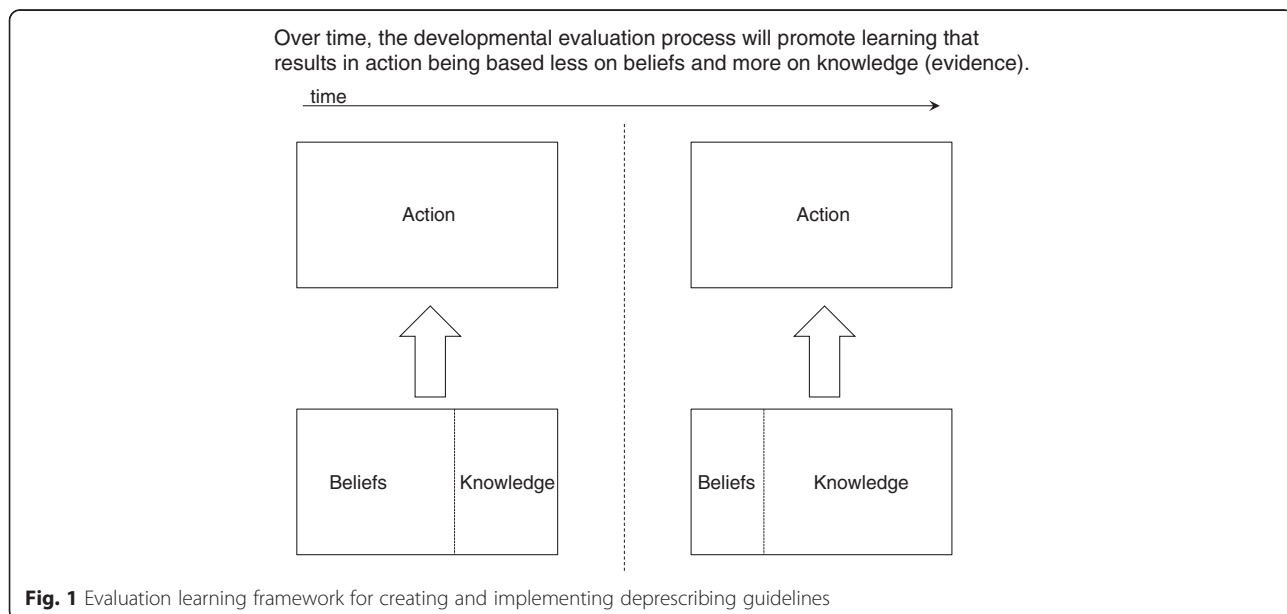 Over time, the developmental evaluation process will promote learning that
results in action being based less on beliefs and more on knowledge (evidence).
time
Action
Action
Beliefs
Knowledge
Beliefs
Knowledge
Fig. 1 Evaluation learning framework for creating and implementing deprescribing guidelines